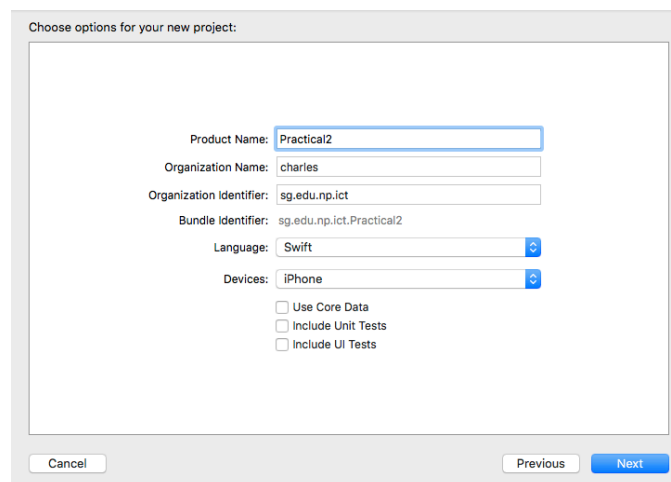 Choose options for your new project:
Product Name: Practical2
Organization Name: charles
Organization Identifier: sg.edu.np.ict
Bundle Identifier: sg.edu.np.ict.Practical2
Language: Swift
Devices: iPhone
Use Core Data
Include Unit Tests
Include UI Tests
Cancel Previous Next